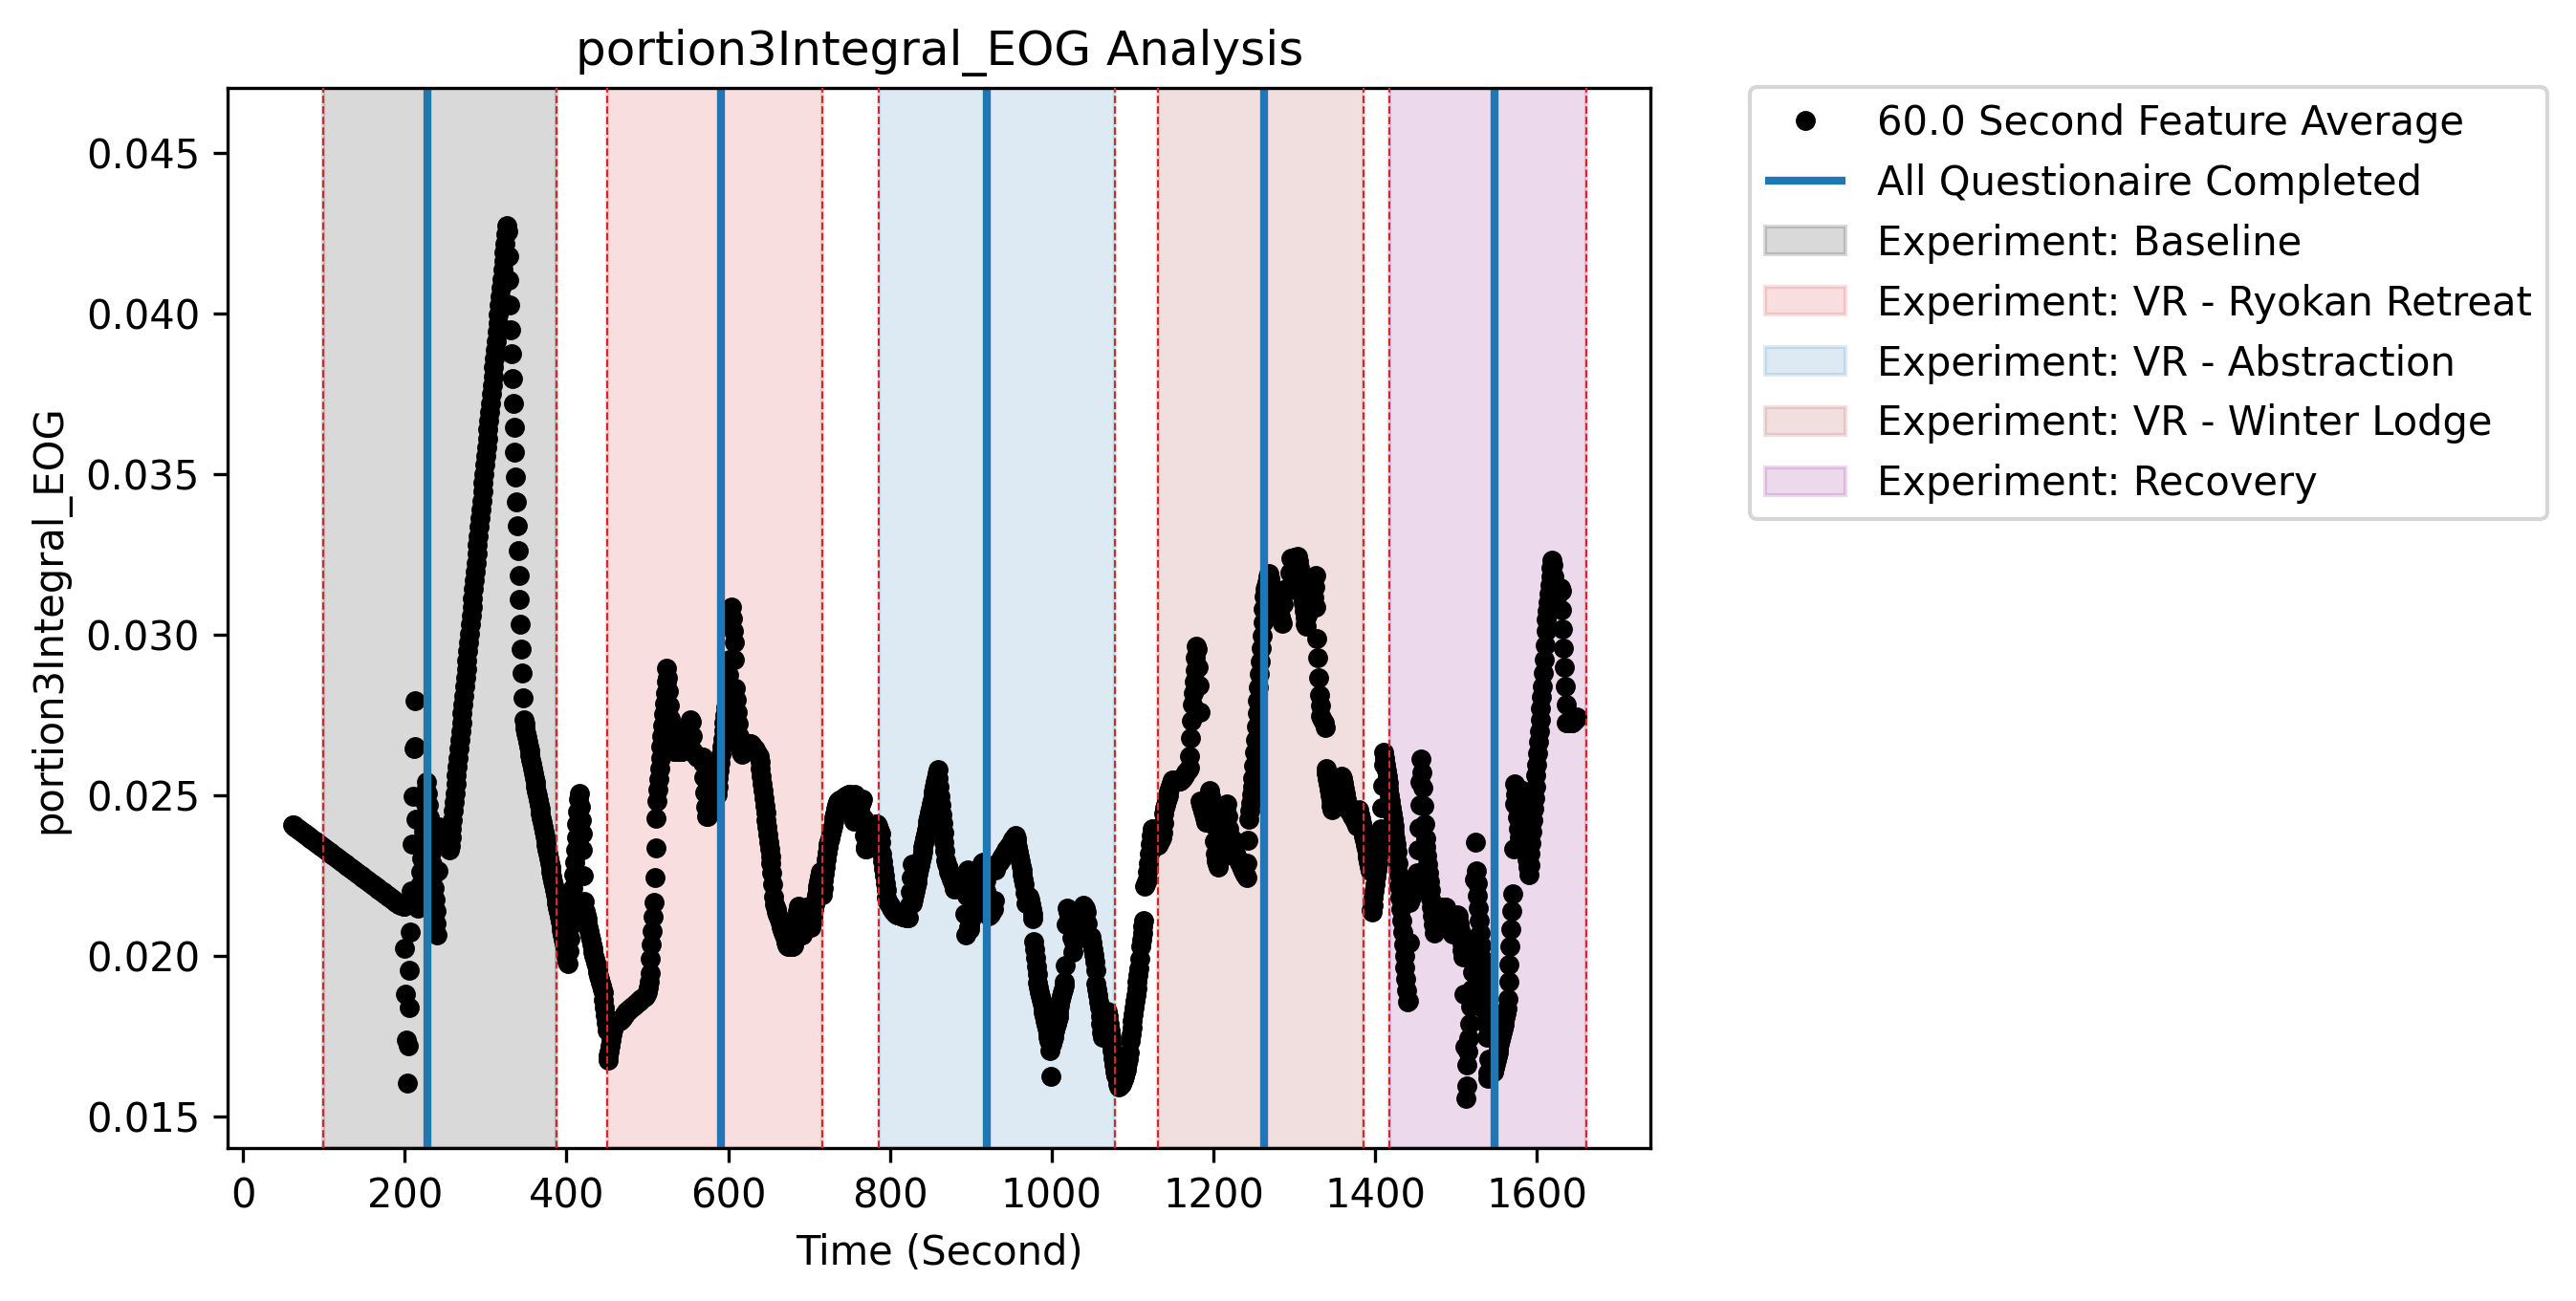 portion3Integral_EOG Analysis
portion3Integral_EOG
0.045
0.040
0.035
0.030
0.025
0.020
0.015
0 200 400 600 800 1000 1200 1400 1600
Time (Second)
60.0 Second Feature Average
All Questionaire Completed
Experiment: Baseline
Experiment: VR - Ryokan Retreat
Experiment: VR - Abstraction
Experiment: VR - Winter Lodge
Experiment: Recovery